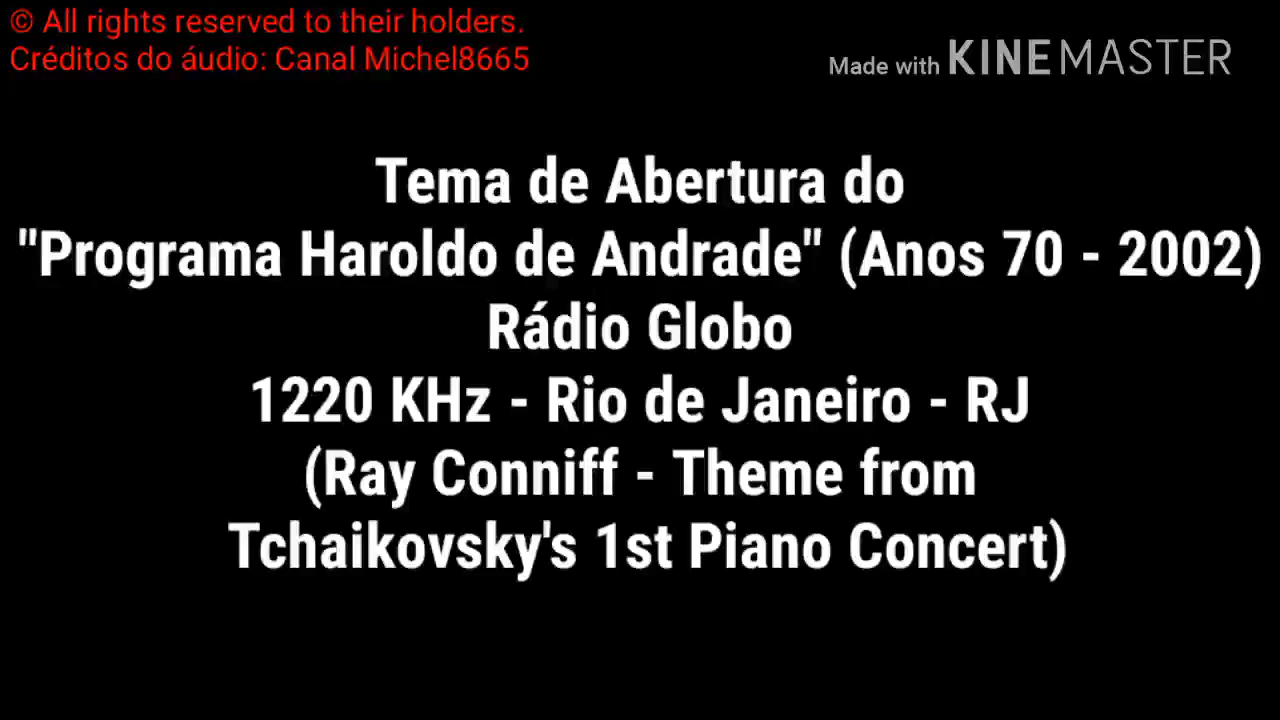 © All rights reserved to their holders.
Créditos do áudio: Canal Michel8665
Made with KINEMASTER
Tema de Abertura do
"Programa Haroldo de Andrade" (Anos 70 - 2002)
Rádio Globo
1220 KHz - Rio de Janeiro - RJ
(Ray Conniff - Theme from
Tchaikovsky's 1st Piano Concert)